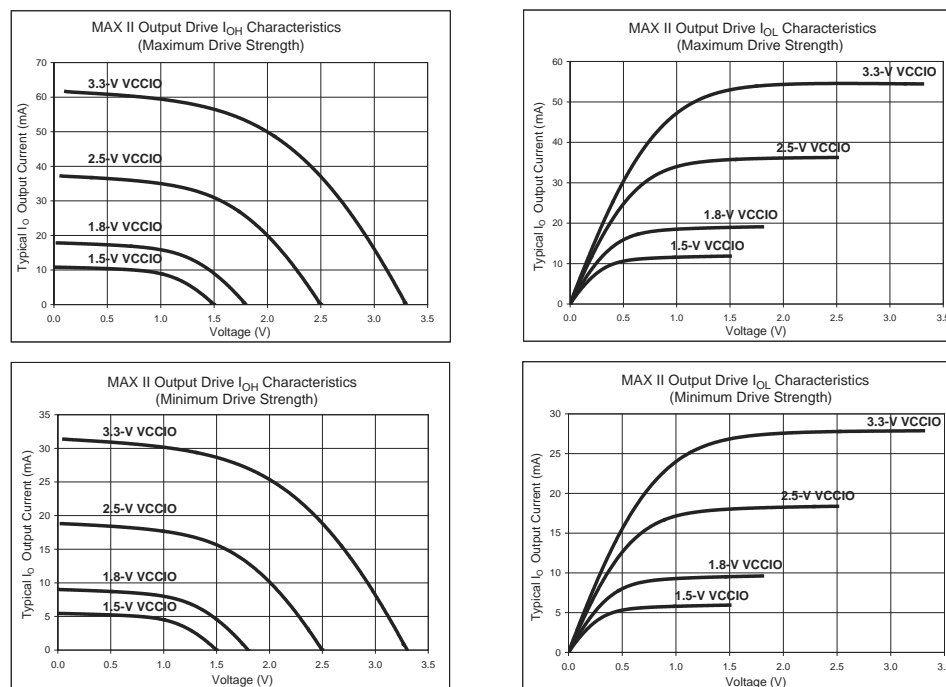 MAX II Output Drive IOH Characteristics
(Maximum Drive Strength)
Typical IO Output Current (mA)
70
60
50
40
30
20
10
0
3.3-V VCCIO
2.5-V VCCIO
1.8-V VCCIO
1.5-V VCCIO
0.0 0.5 1.0 1.5 2.0 2.5 3.0 3.5
Voltage (V)
MAX II Output Drive IOL Characteristics
(Maximum Drive Strength)
Typical IO Output Current (mA)
60
50
40
30
20
10
0
3.3-V VCCIO
2.5-V VCCIO
1.8-V VCCIO
1.5-V VCCIO
0.0 0.5 1.0 1.5 2.0 2.5 3.0 3.5
Voltage (V)
MAX II Output Drive IOH Characteristics
(Minimum Drive Strength)
Typical IO Output Current (mA)
35
30
25
20
15
10
5
0
3.3-V VCCIO
2.5-V VCCIO
1.8-V VCCIO
1.5-V VCCIO
0.0 0.5 1.0 1.5 2.0 2.5 3.0 3.5
Voltage (V)
MAX II Output Drive IOL Characteristics
(Minimum Drive Strength)
Typical IO Output Current (mA)
30
25
20
15
10
5
0
3.3-V VCCIO
2.5-V VCCIO
1.8-V VCCIO
1.5-V VCCIO
0.0 0.5 1.0 1.5 2.0 2.5 3.0 3.5
Voltage (V)